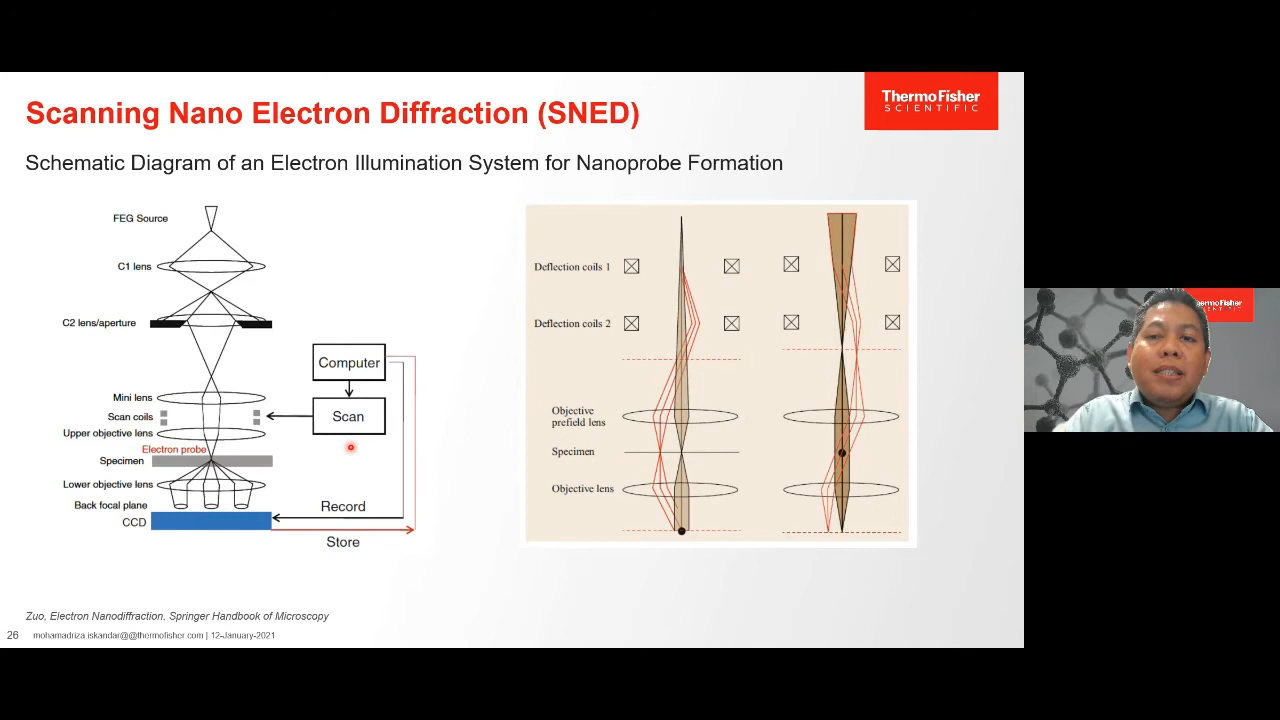 Scanning Nano Electron Diffraction (SNED)
ThermoFisher
SCIENTIFIC
Schematic Diagram of an Electron Illumination System for Nanoprobe Formation
FEG Source
C1 lens
C2 lens/aperture
Mini lens
Scan coils
Upper objective lens
Electron probe
Specimen
Lower objective lens
Back focal plane
CCD
Computer
Scan
Record
Store
Deflection coils 1
Deflection coils 2
Objective
prefield lens
Specimen
Objective lens
ThermoFisher
SCIENTIFIC
Zuo, Electron Nanodiffraction, Springer Handbook of Microscopy
26 mohamadriza.iskandar@@thermofisher.com | 12-January-2021